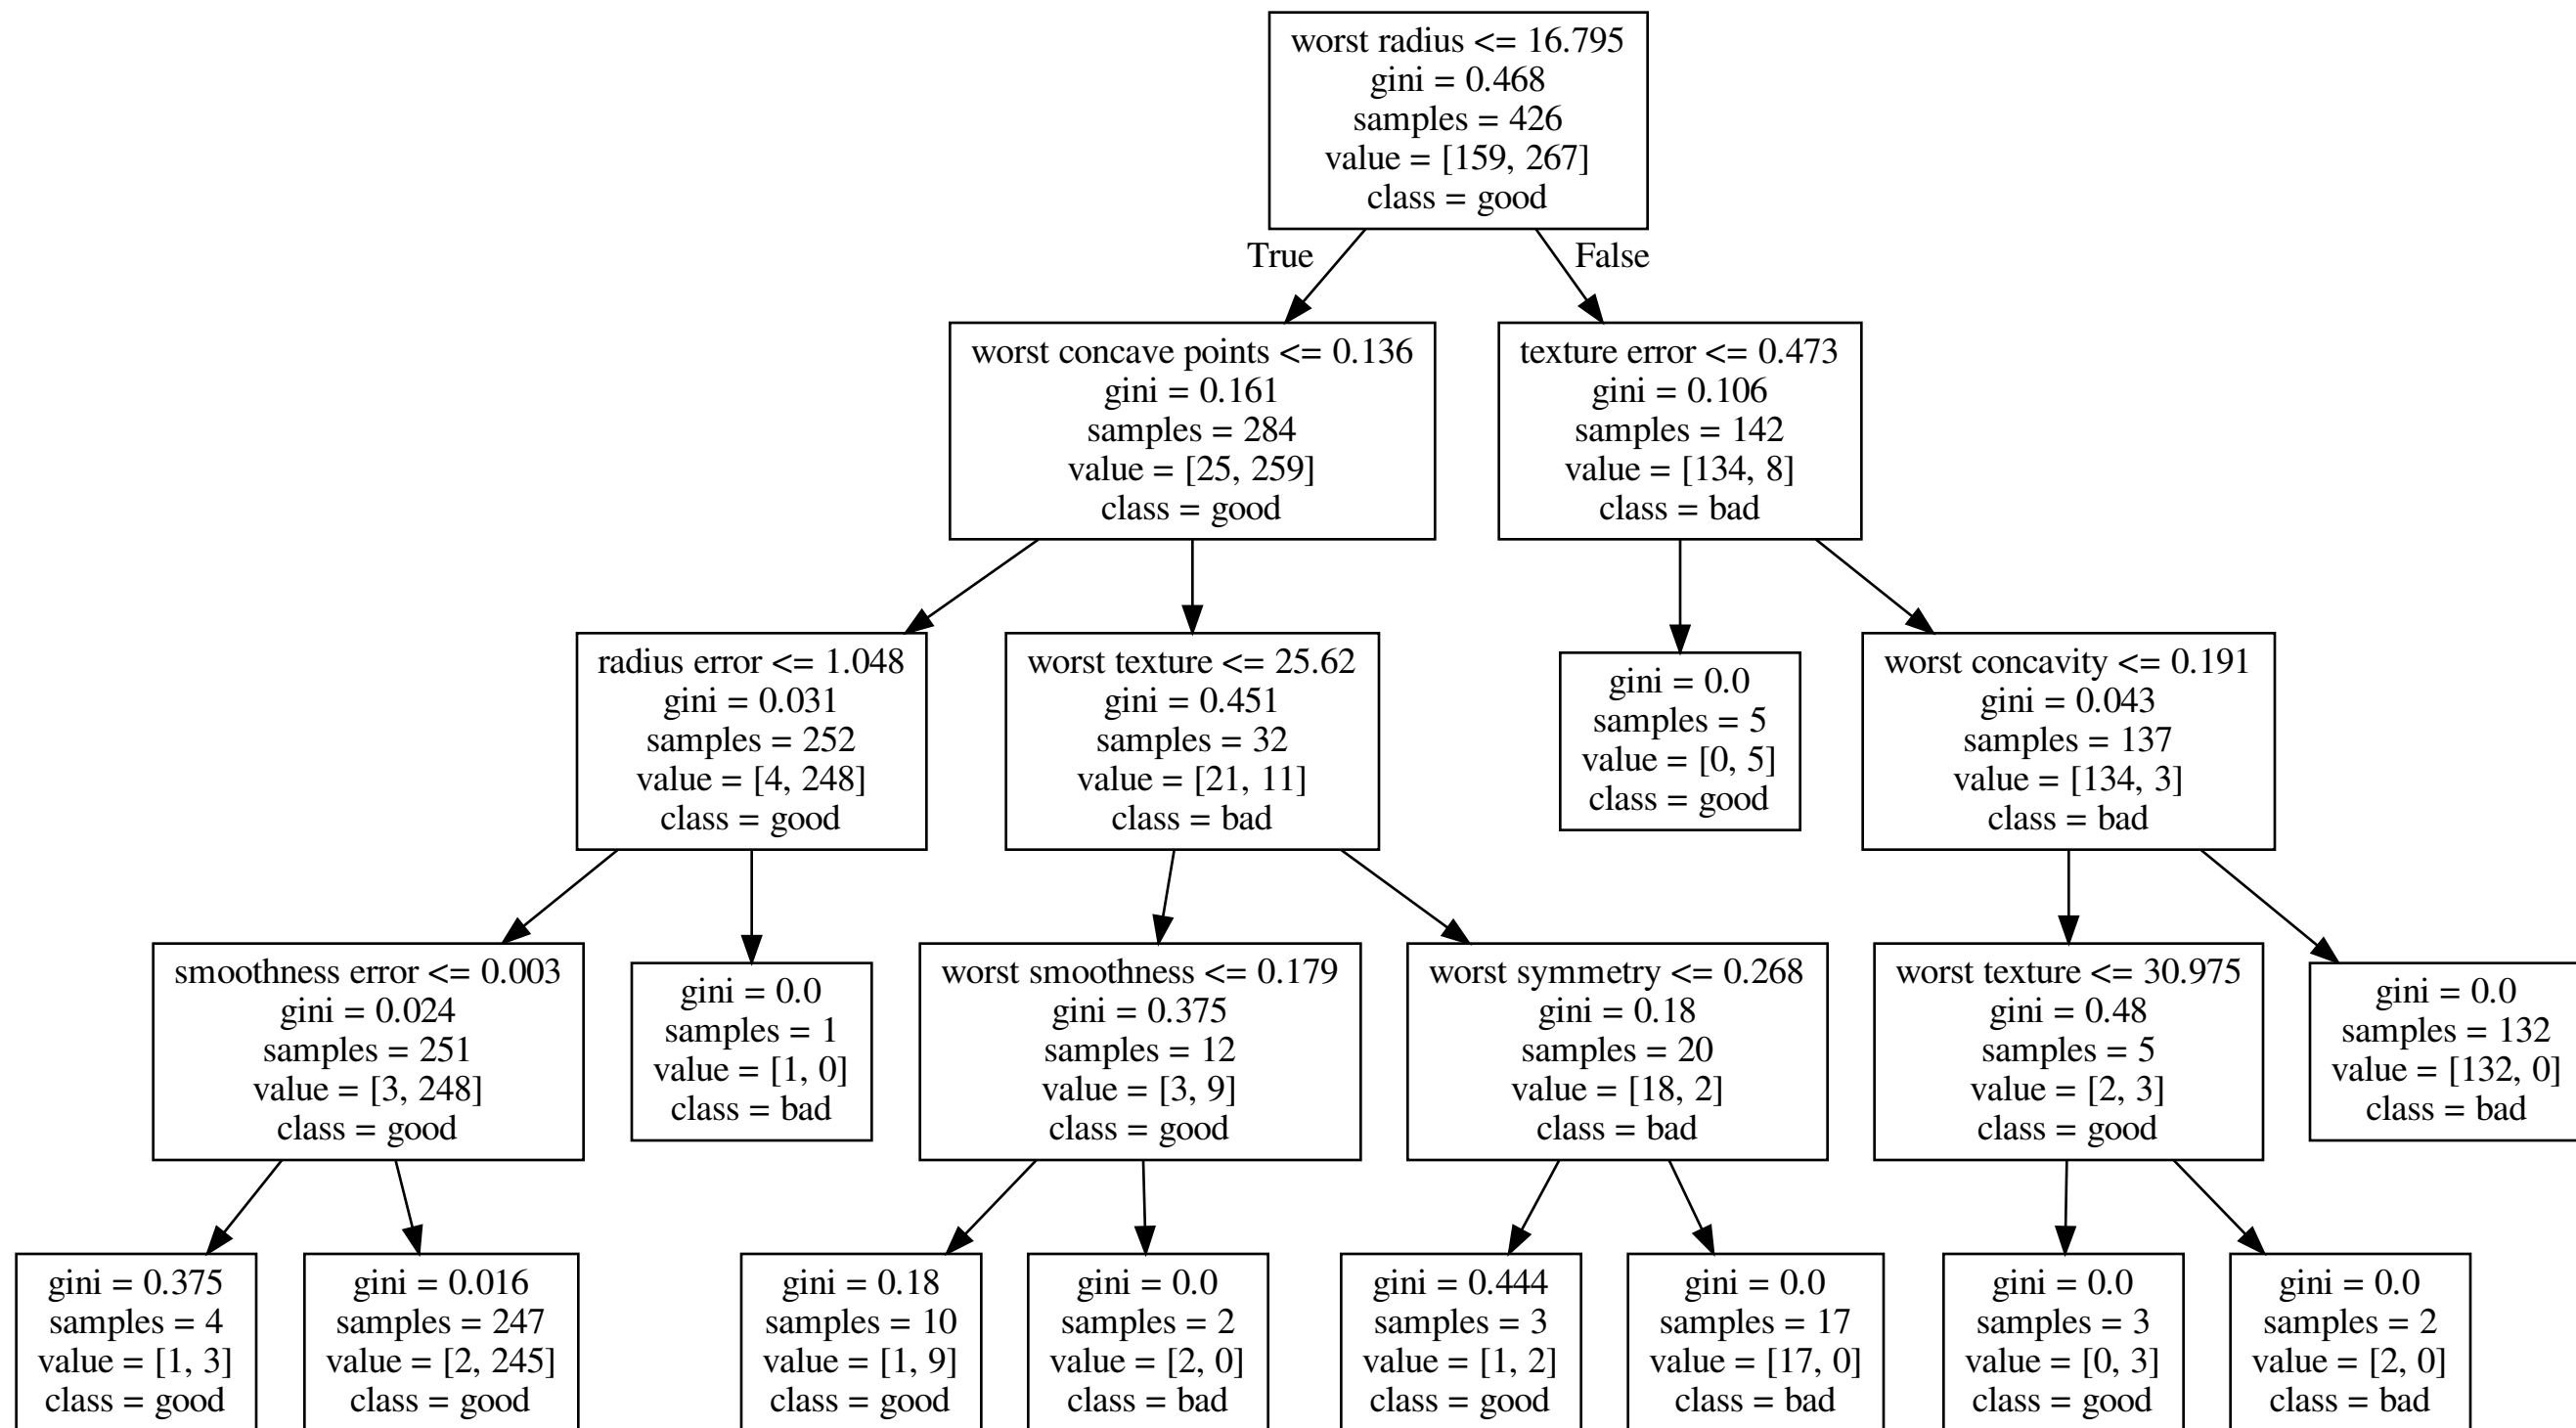 worst radius <= 16.795
gini = 0.468
samples = 426
value = [159, 267]
class = good
True
False
worst concave points <= 0.136
gini = 0.161
samples = 284
value = [25, 259]
class = good
texture error <= 0.473
gini = 0.106
samples = 142
value = [134, 8]
class = bad
radius error <= 1.048
gini = 0.031
samples = 252
value = [4, 248]
class = good
worst texture <= 25.62
gini = 0.451
samples = 32
value = [21, 11]
class = bad
gini = 0.0
samples = 5
value = [0, 5]
class = good
worst concavity <= 0.191
gini = 0.043
samples = 137
value = [134, 3]
class = bad
smoothness error <= 0.003
gini = 0.024
samples = 251
value = [3, 248]
class = good
gini = 0.0
samples = 1
value = [1, 0]
class = bad
worst smoothness <= 0.179
gini = 0.375
samples = 12
value = [3, 9]
class = good
worst symmetry <= 0.268
gini = 0.18
samples = 20
value = [18, 2]
class = bad
worst texture <= 30.975
gini = 0.48
samples = 5
value = [2, 3]
class = good
gini = 0.0
samples = 132
value = [132, 0]
class = bad
gini = 0.375
samples = 4
value = [1, 3]
class = good
gini = 0.016
samples = 247
value = [2, 245]
class = good
gini = 0.18
samples = 10
value = [1, 9]
class = good
gini = 0.0
samples = 2
value = [2, 0]
class = bad
gini = 0.444
samples = 3
value = [1, 2]
class = good
gini = 0.0
samples = 17
value = [17, 0]
class = bad
gini = 0.0
samples = 3
value = [0, 3]
class = good
gini = 0.0
samples = 2
value = [2, 0]
class = bad